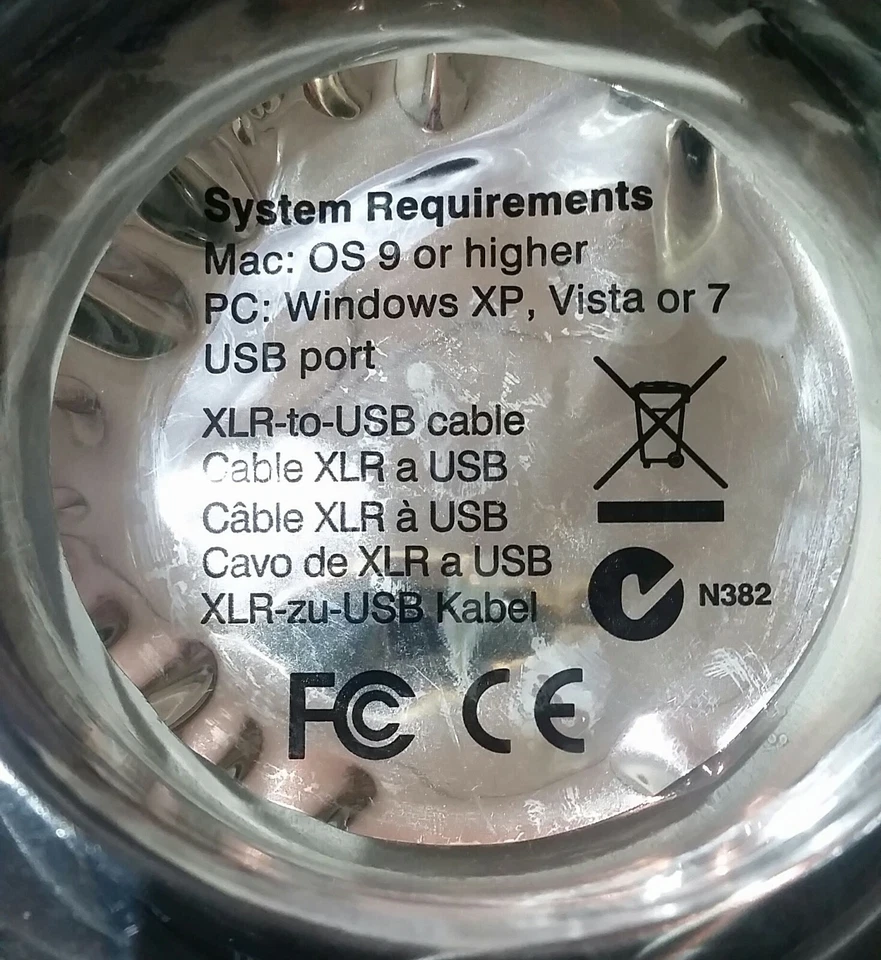 System Requirements
Mac: OS 9 or higher
PC: Windows XP, Vista or 7
USB port
XLR-to-USB cable
Cable XLR a USB
Câble XLR à USB
Cavo de XLR a USB
XLR-zu-USB Kabel
N382
FC CE